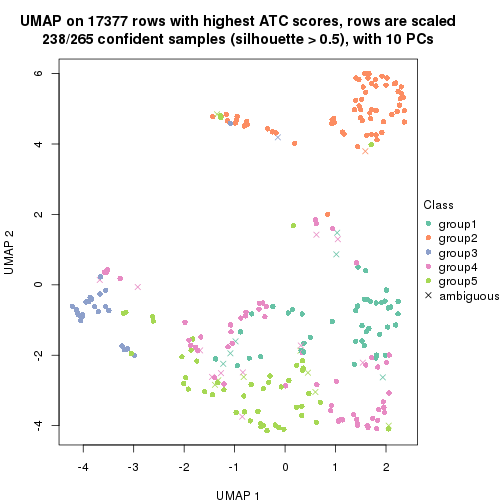 UMAP on 17377 rows with highest ATC scores, rows are scaled
238/265 confident samples (silhouette > 0.5), with 10 PCs
6
4
2
0
-2
-4
UMAP 2
-4
-3
-2
-1
0
1
2
UMAP 1
Class
group1
group2
group3
group4
group5
ambiguous